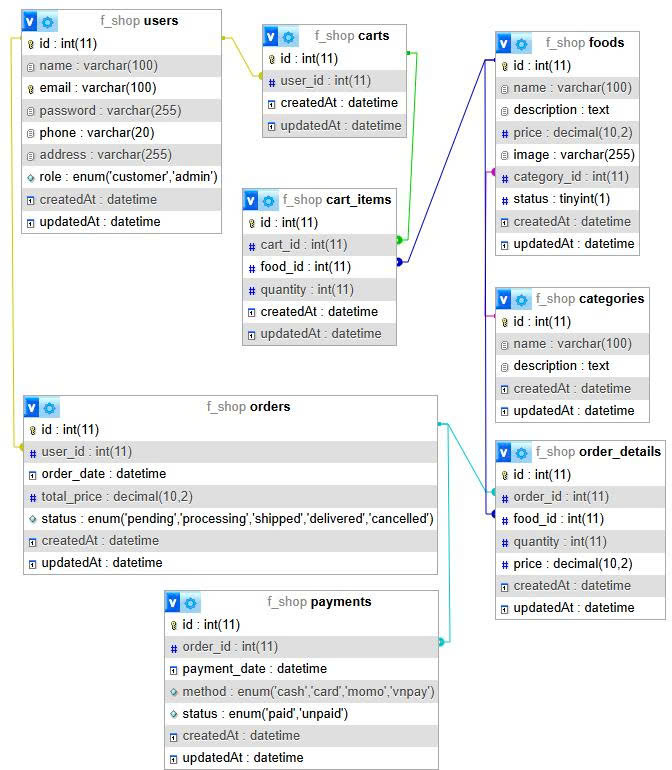 f_shop users
id : int(11)
name : varchar(100)
email : varchar(100)
password : varchar(255)
phone : varchar(20)
address : varchar(255)
role : enum('customer','admin')
createdAt : datetime
updatedAt : datetime
f_shop carts
id : int(11)
user_id : int(11)
createdAt : datetime
updatedAt : datetime
f_shop foods
id : int(11)
name : varchar(100)
description : text
price : decimal(10,2)
image : varchar(255)
category_id : int(11)
status : tinyint(1)
createdAt : datetime
updatedAt : datetime
f_shop cart_items
id : int(11)
cart_id : int(11)
food_id : int(11)
quantity : int(11)
createdAt : datetime
updatedAt : datetime
f_shop categories
id : int(11)
name : varchar(100)
description : text
createdAt : datetime
updatedAt : datetime
f_shop orders
id : int(11)
user_id : int(11)
order_date : datetime
total_price : decimal(10,2)
status : enum('pending','processing','shipped','delivered','cancelled')
createdAt : datetime
updatedAt : datetime
f_shop order_details
id : int(11)
order_id : int(11)
food_id : int(11)
quantity : int(11)
price : decimal(10,2)
createdAt : datetime
updatedAt : datetime
f_shop payments
id : int(11)
order_id : int(11)
payment_date : datetime
method : enum('cash','card','momo','vnpay')
status : enum('paid','unpaid')
createdAt : datetime
updatedAt : datetime